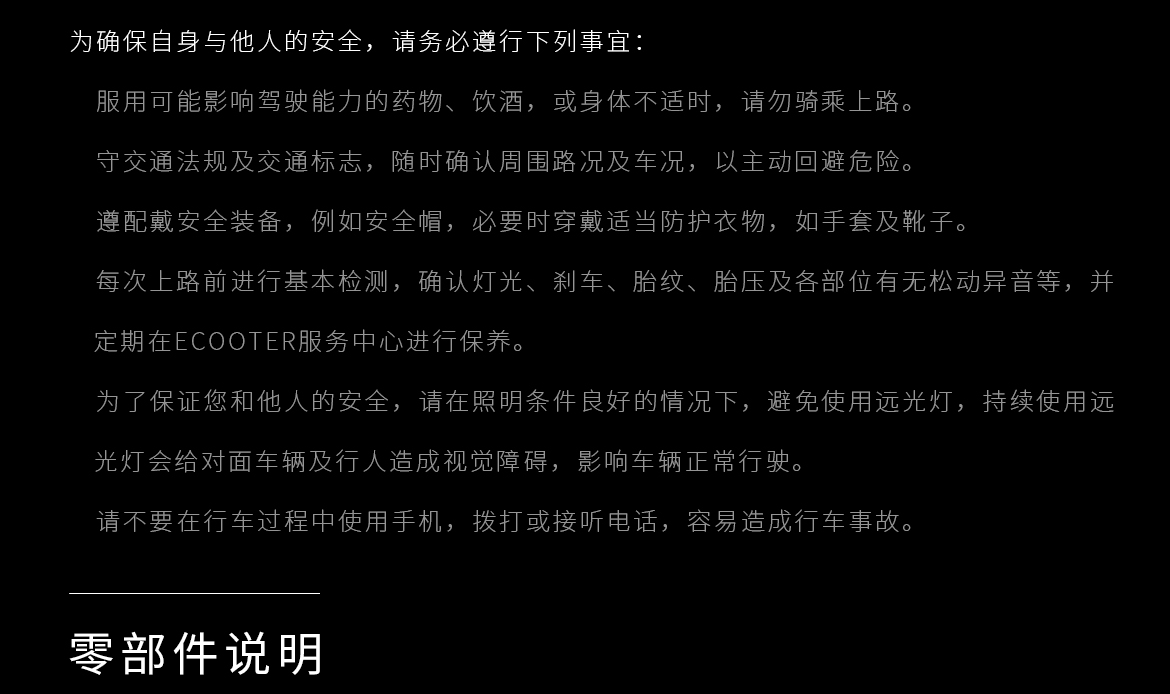 为确保自身与他人的安全，请务必遵行下列事宜：
服用可能影响驾驶能力的药物、饮酒，或身体不适时，请勿骑乘上路。
守交通法规及交通标志，随时确认周围路况及车况，以主动回避危险。
遵配戴安全装备，例如安全帽，必要时穿戴适当防护衣物，如手套及靴子。
每次上路前进行基本检测，确认灯光、刹车、胎纹、胎压及各部位有无松动异音等，并
定期在ECOOTER服务中心进行保养。
为了保证您和他人的安全，请在照明条件良好的情况下，避免使用远光灯，持续使用远
光灯会给对面车辆及行人造成视觉障碍，影响车辆正常行驶。
请不要在行车过程中使用手机，拨打或接听电话，容易造成行车事故。
零部件说明